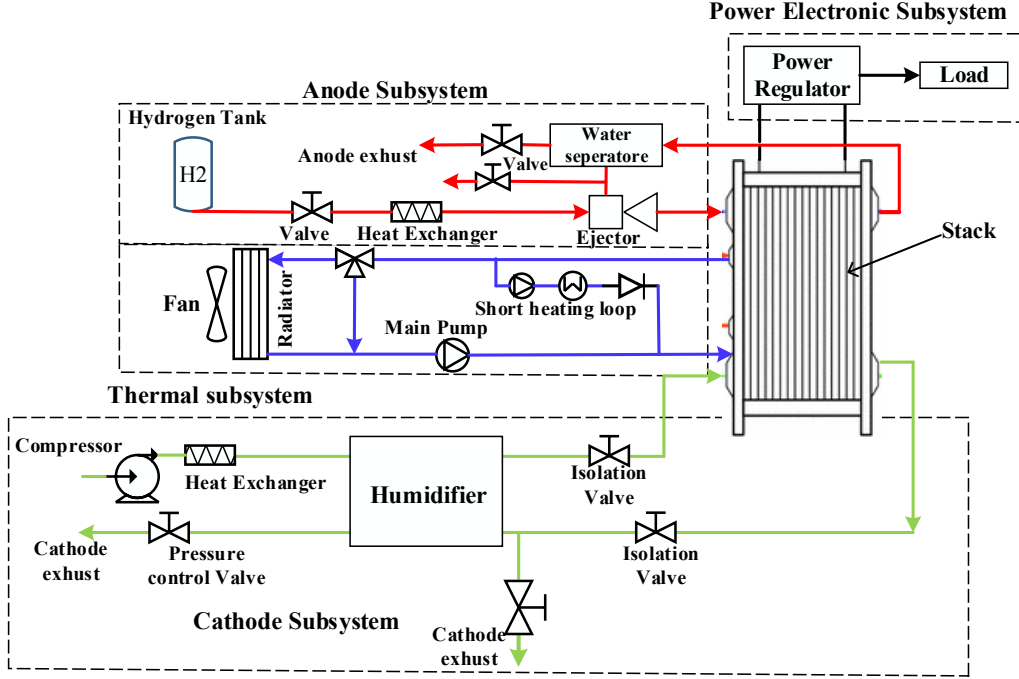 Power Electronic Subsystem
Power
Regulator
Load
Anode Subsystem
Hydrogen Tank
H2
Anode exhust
Valve
Water
seperatore
Valve
Heat Exchanger
Ejector
Stack
Fan
Radiator
Short heating loop
Main Pump
Thermal subsystem
Compressor
Heat Exchanger
Humidifier
Isolation
Valve
Cathode
exhust
Pressure
control Valve
Isolation
Valve
Cathode Subsystem
Cathode
exhust